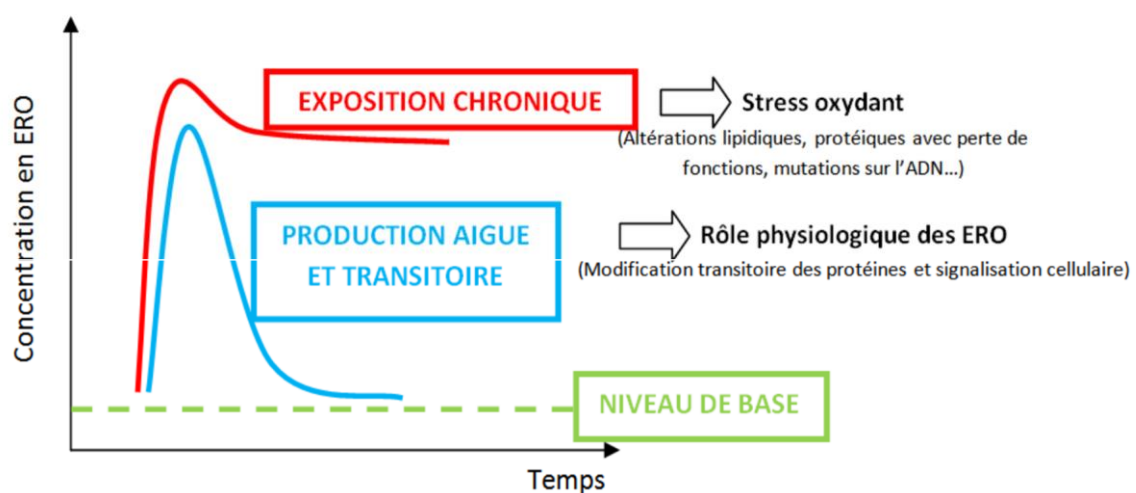 Concentration en ERO
EXPOSITION CHRONIQUE
Stress oxydant
(Altérations lipidiques, protéiques avec perte de
fonctions, mutations sur l'ADN...)
PRODUCTION AIGUE
ET TRANSITOIRE
Rôle physiologique des ERO
(Modification transitoire des protéines et signalisation cellulaire)
NIVEAU DE BASE
Temps